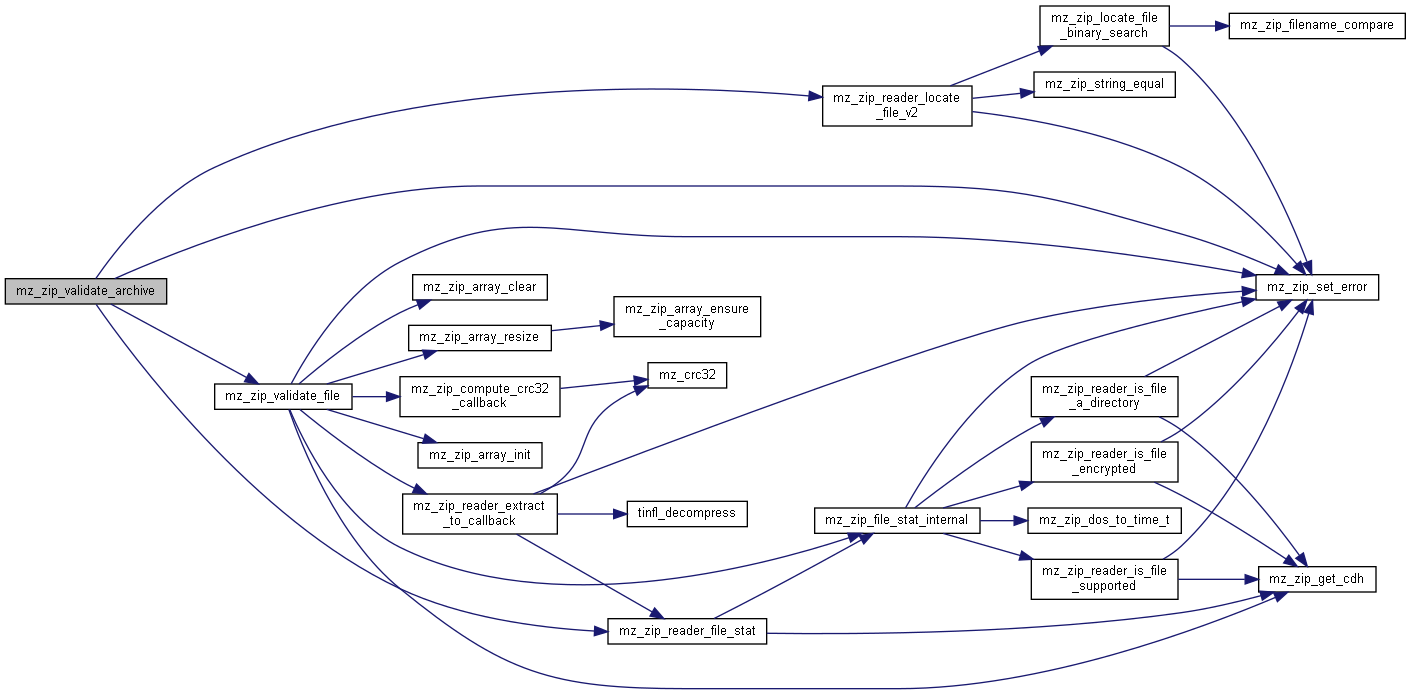 mz_zip_locate_file
_binary_search
mz_zip_filename_compare
mz_zip_string_equal
mz_zip_reader_locate
_file_v2
mz_zip_validate_archive
mz_zip_set_error
mz_zip_array_clear
mz_zip_array_ensure
_capacity
mz_zip_array_resize
mz_crc32
mz_zip_validate_file
mz_zip_compute_crc32
_callback
mz_zip_reader_is_file
_a_directory
mz_zip_array_init
mz_zip_reader_is_file
_encrypted
mz_zip_reader_extract
_to_callback
tinfl_decompress
mz_zip_file_stat_internal
mz_zip_dos_to_time_t
mz_zip_reader_is_file
_supported
mz_zip_get_cdh
mz_zip_reader_file_stat